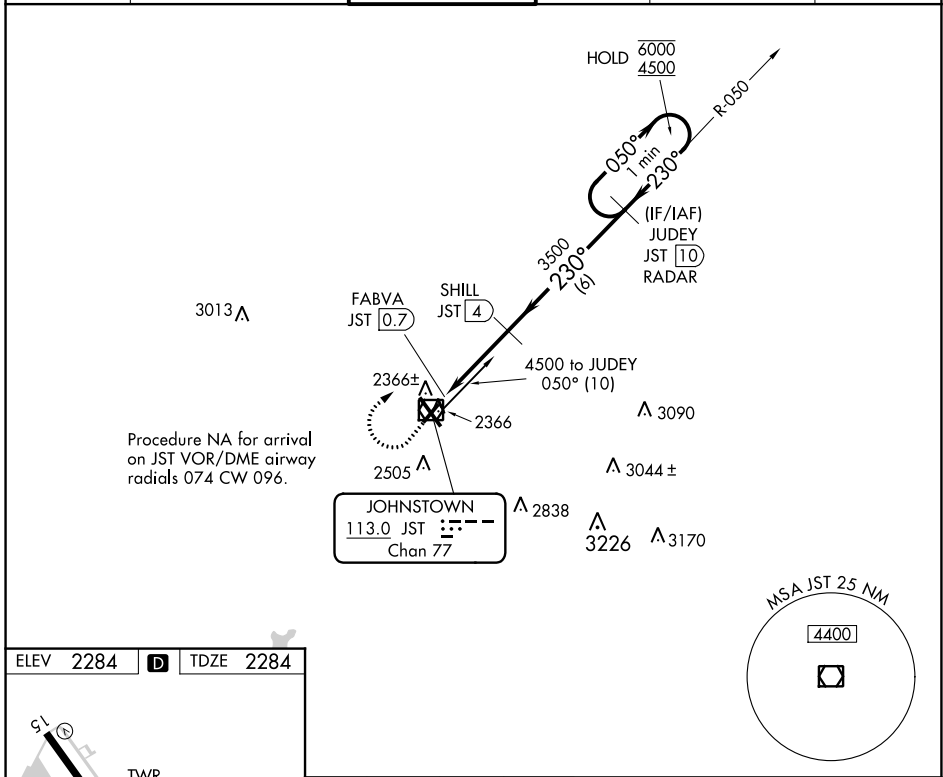 HOLD 6000
4500
R-050
050°
1 min
230°
(IF/IAF)
JUDEY
JST 10
RADAR
3500
230°
(6)
SHILL
JST 4
FABVA
JST 0.7
3013
4500 to JUDEY
050° (10)
2366±
2366
3090
Procedure NA for arrival
on JST VOR/DME airway
radials 074 CW 096.
2505
3044 ±
JOHNSTOWN
113.0 JST
Chan 77
2838
3226
3170
MSA JST 25 NM
4400
ELEV 2284 D TDZE 2284
15
V
TWR